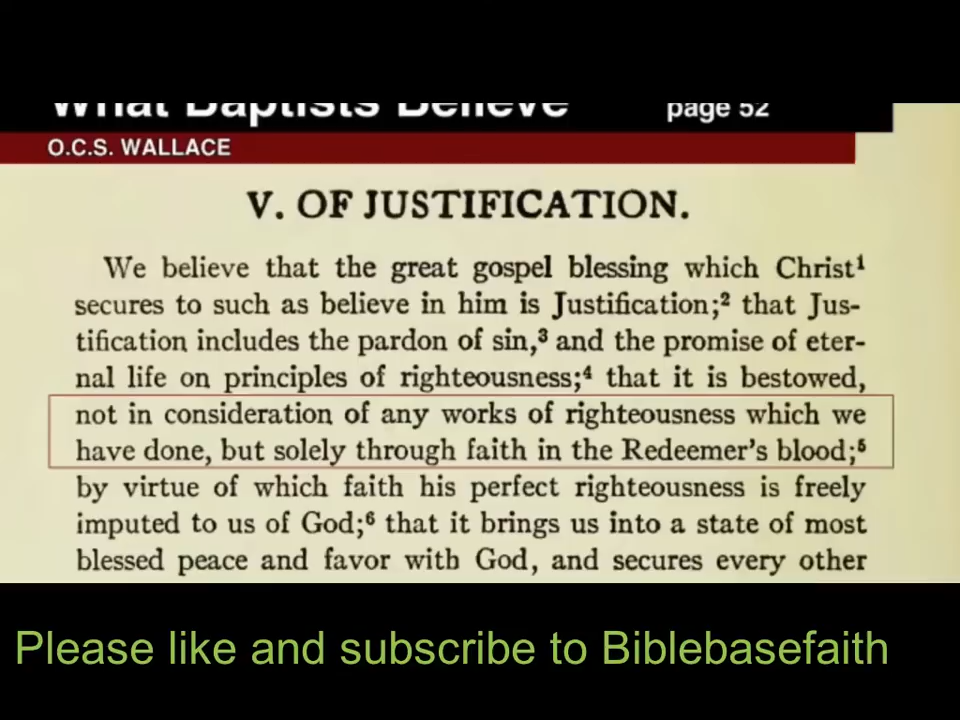 What Baptists Believe page 52
O.C.S. WALLACE
V. OF JUSTIFICATION.
We believe that the great gospel blessing which Christ¹
secures to such as believe in him is Justification;² that Jus-
tification includes the pardon of sin,³ and the promise of eter-
nal life on principles of righteousness;⁴ that it is bestowed,
not in consideration of any works of righteousness which we
have done, but solely through faith in the Redeemer's blood;⁵
by virtue of which faith his perfect righteousness is freely
imputed to us of God;⁶ that it brings us into a state of most
blessed peace and favor with God, and secures every other
Please like and subscribe to Biblebasefaith